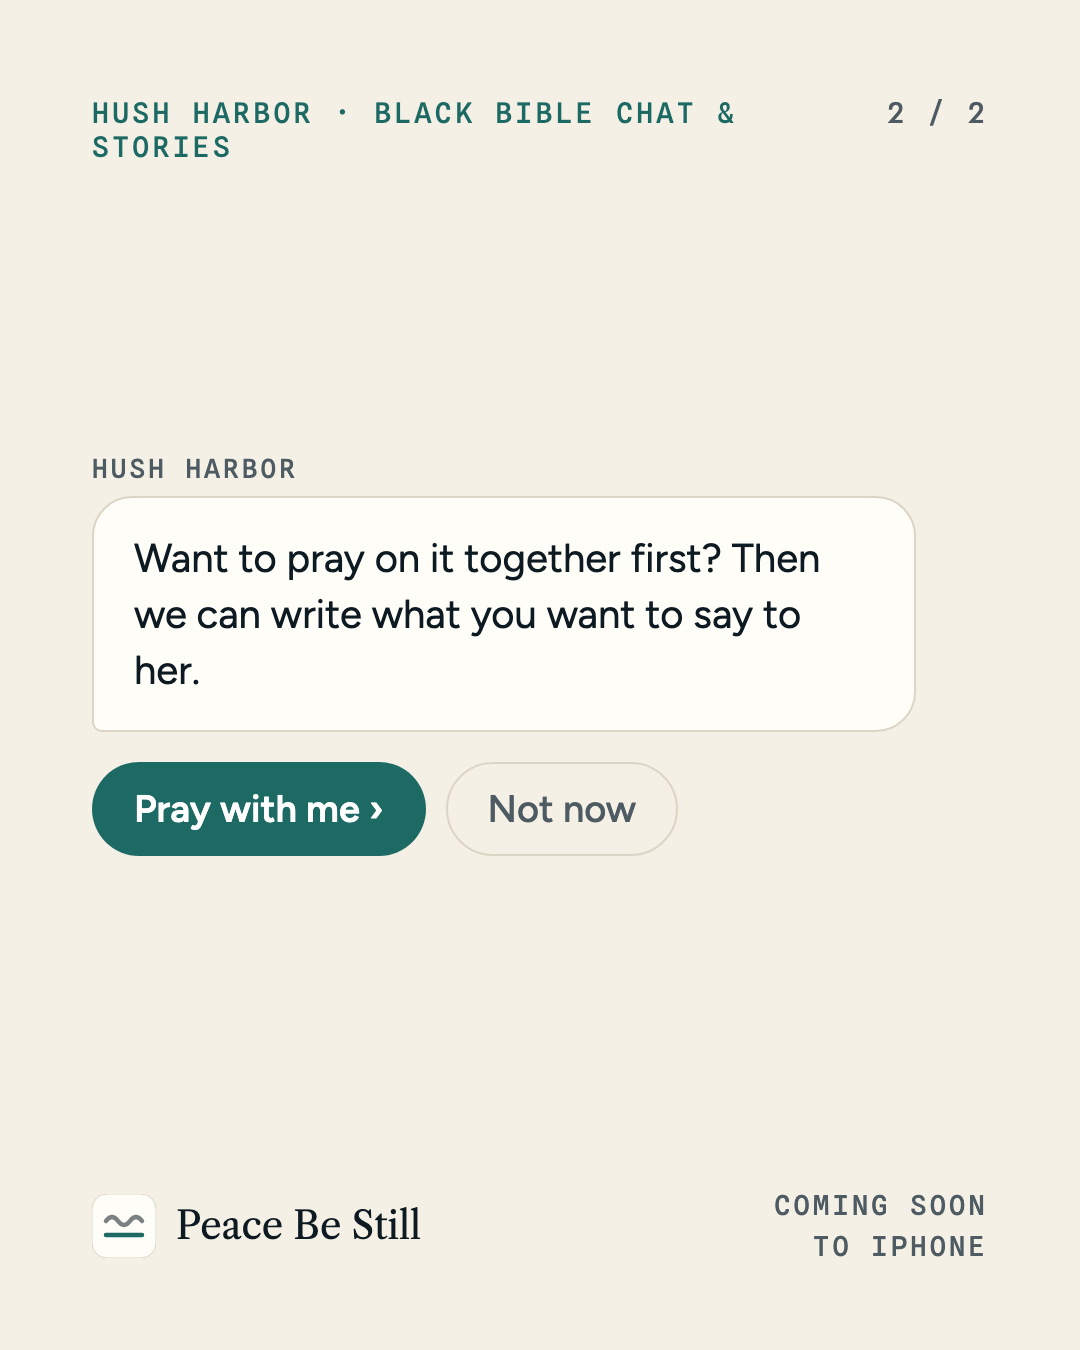 HUSH HARBOR · BLACK BIBLE CHAT &
STORIES
2 / 2
HUSH HARBOR
Want to pray on it together first? Then
we can write what you want to say to
her.
Pray with me ›
Not now
Peace Be Still
COMING SOON
TO IPHONE